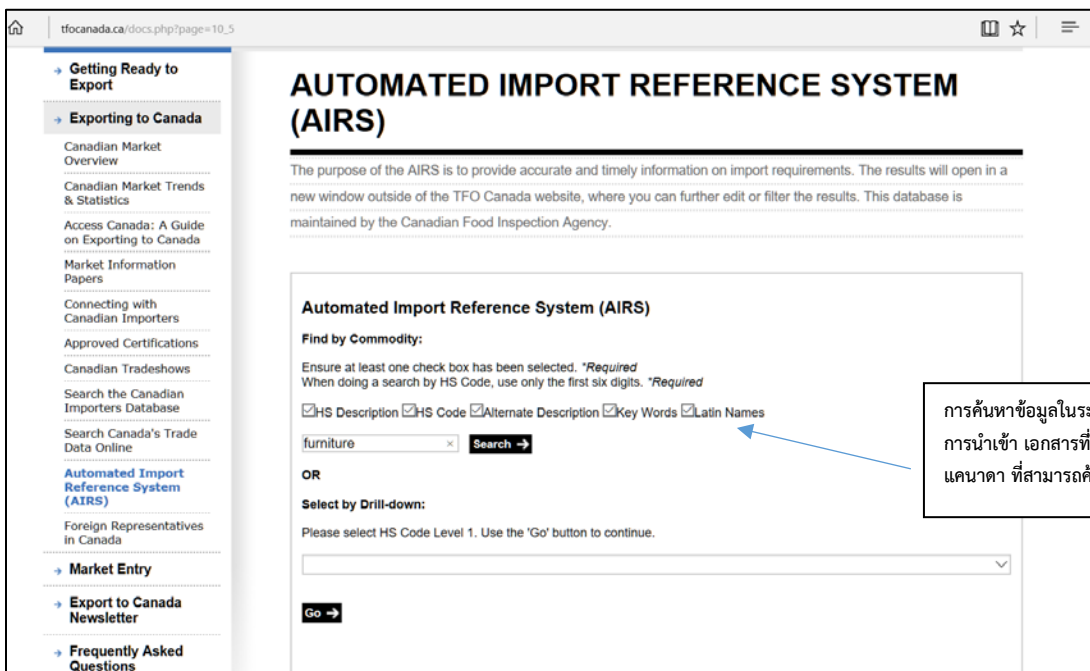 tfocanada.ca/docs.php?page=10_5
Getting Ready to
Export
Exporting to Canada
Canadian Market
Overview
Canadian Market Trends
& Statistics
Access Canada: A Guide
on Exporting to Canada
Market Information
Papers
Connecting with
Canadian Importers
Approved Certifications
Canadian Tradeshows
Search the Canadian
Importers Database
Search Canada's Trade
Data Online
Automated Import
Reference System
(AIRS)
Foreign Representatives
in Canada
Market Entry
Export to Canada
Newsletter
Frequently Asked
Questions
AUTOMATED IMPORT REFERENCE SYSTEM
(AIRS)
The purpose of the AIRS is to provide accurate and timely information on import requirements. The results will open in a
new window outside of the TFO Canada website, where you can further edit or filter the results. This database is
maintained by the Canadian Food Inspection Agency.
Automated Import Reference System (AIRS)
Find by Commodity:
Ensure at least one check box has been selected. *Required
When doing a search by HS Code, use only the first six digits. *Required
HS Description HS Code Alternate Description Key Words Latin Names
furniture × Search →
OR
Select by Drill-down:
Please select HS Code Level 1. Use the 'Go' button to continue.
Go →
การค้นหาข้อมูลในระ
การนำเข้า เอกสารที่
แคนาดา ที่สามารถค้